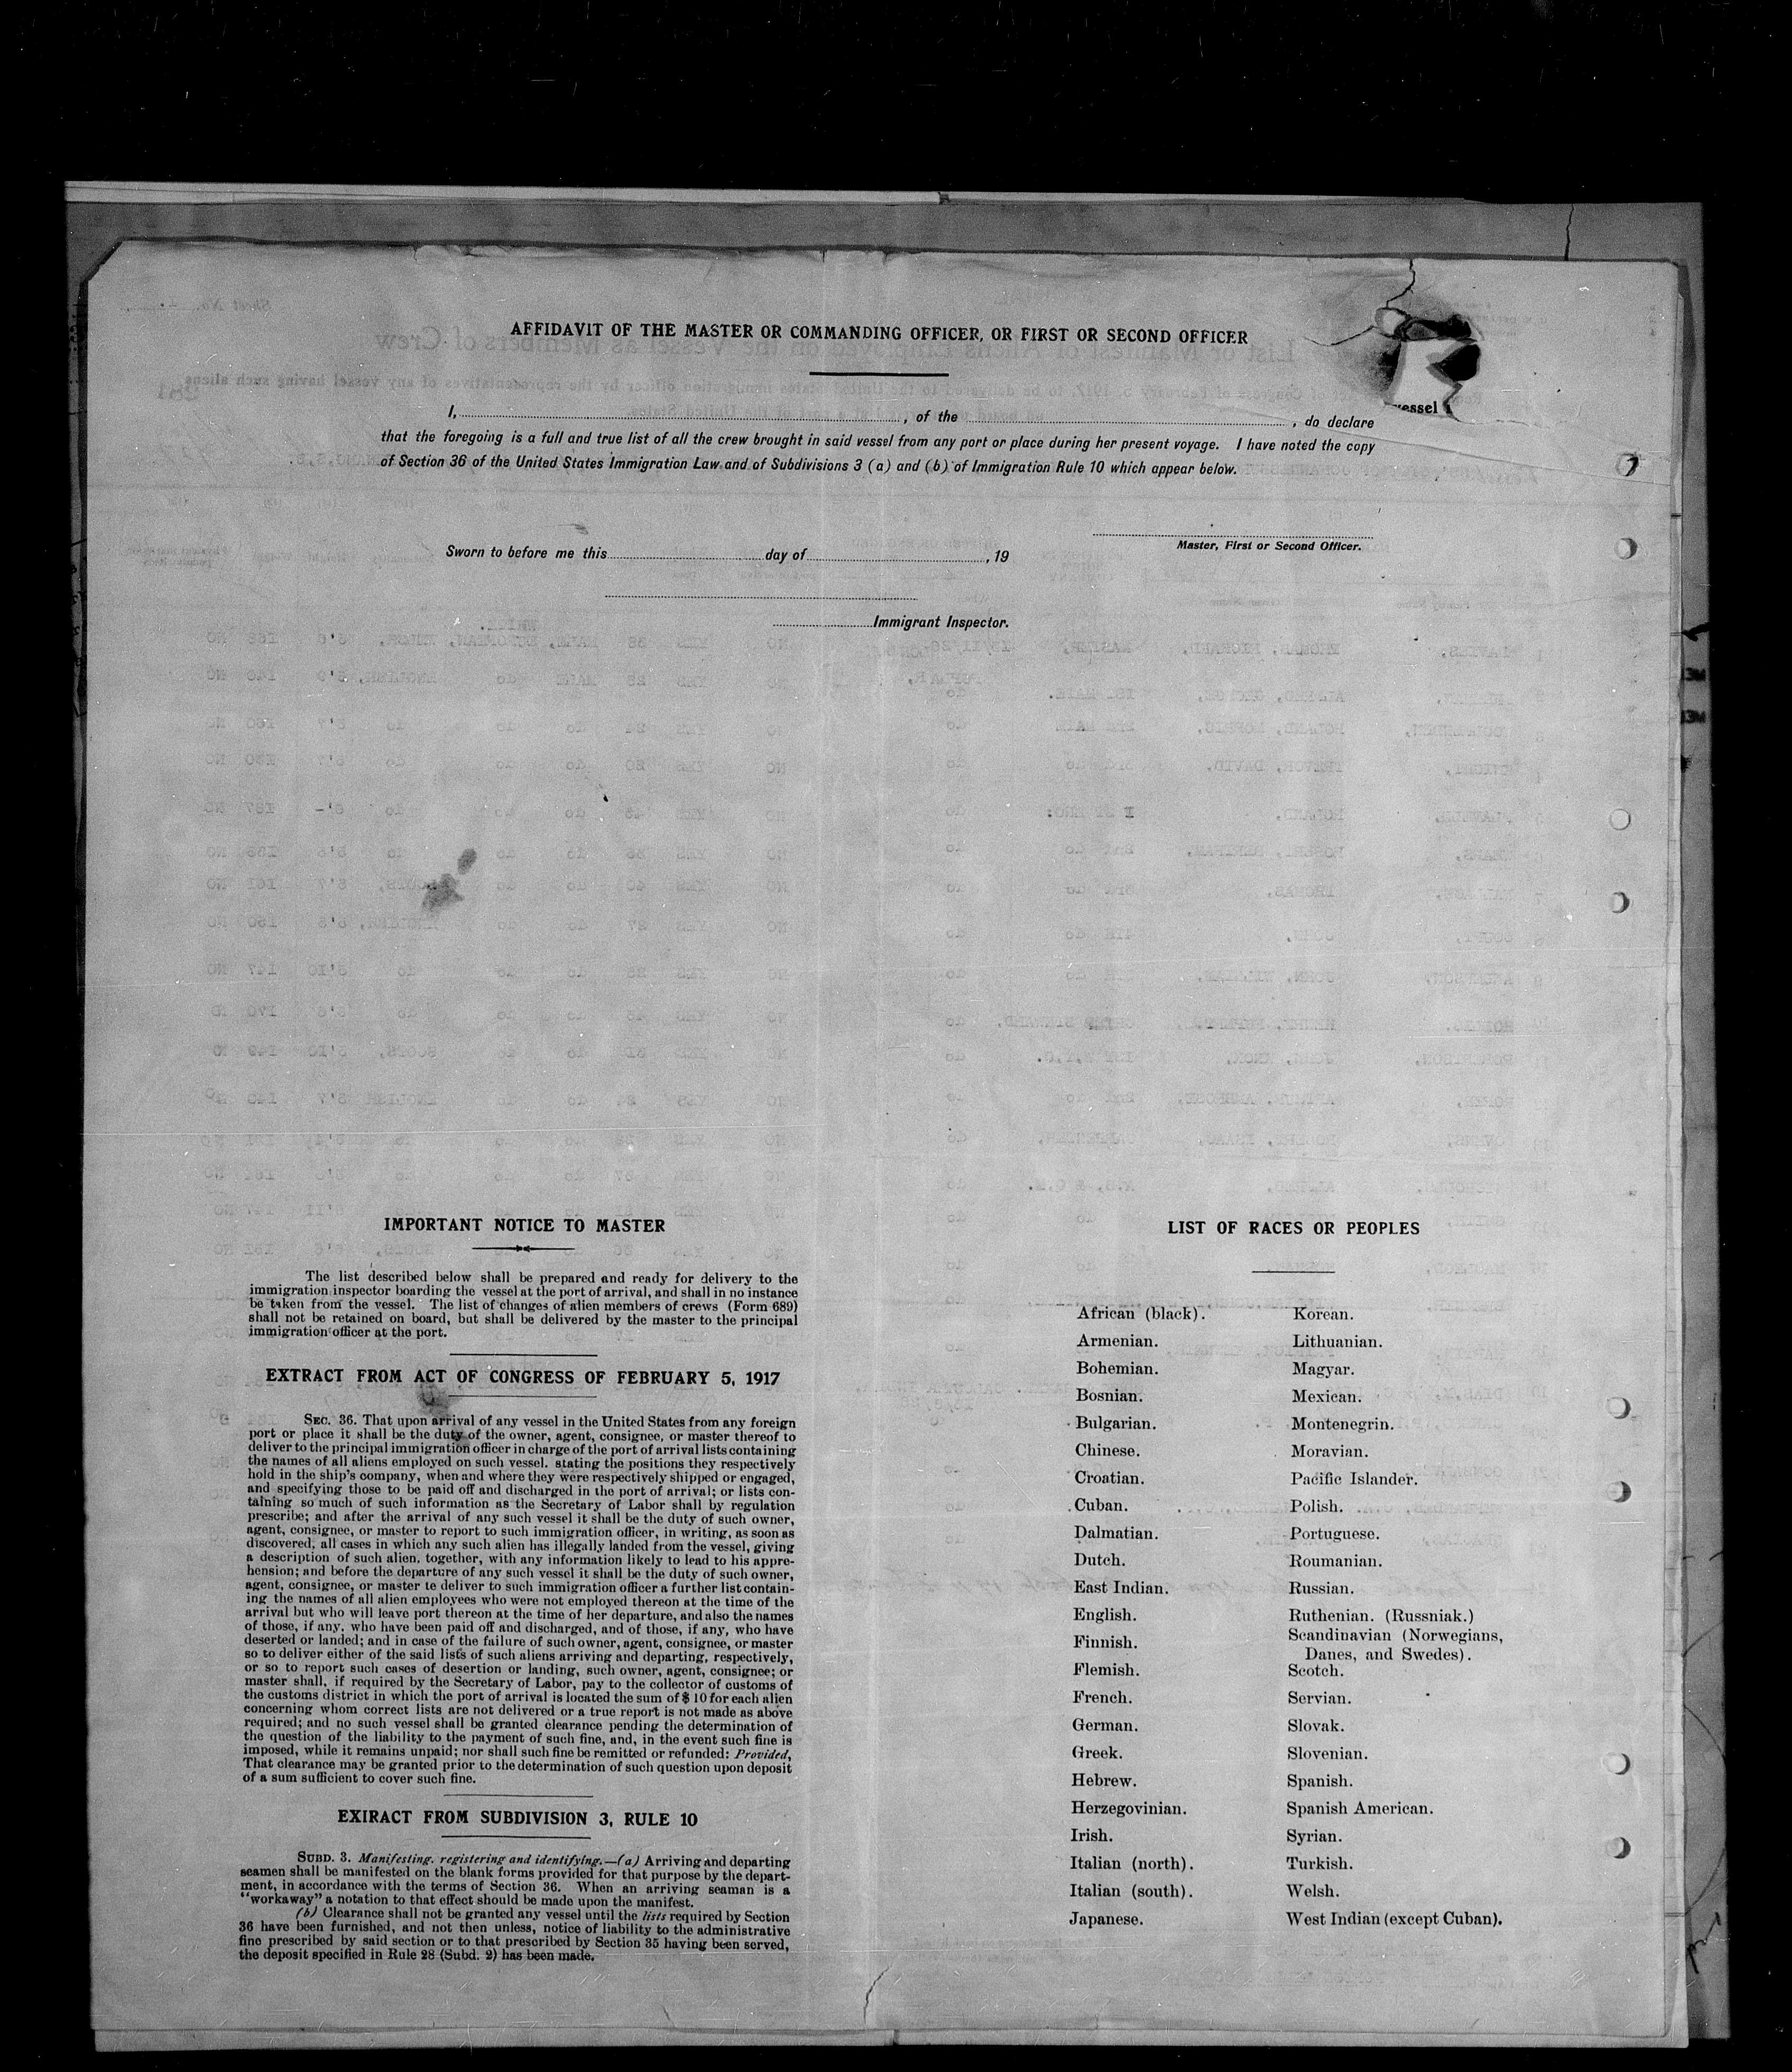 AFFIDAVIT OF THE MASTER OR COMMANDING OFFICER, OR FIRST OR SECOND OFFICER
I, , of the , do declare
that the foregoing is a full and true list of all the crew brought in said vessel from any port or place during her present voyage. I have noted the copy
of Section 36 of the United States Immigration Law and of Subdivisions 3 (a) and (b) of Immigration Rule 10 which appear below.
Sworn to before me this day of , 19
Master, First or Second Officer.
Immigrant Inspector.
IMPORTANT NOTICE TO MASTER
The list described below shall be prepared and ready for delivery to the
immigration inspector boarding the vessel at the port of arrival, and shall in no instance
be taken from the vessel. The list of changes of alien members of crews (Form 689)
shall not be retained on board, but shall be delivered by the master to the principal
immigration officer at the port.
EXTRACT FROM ACT OF CONGRESS OF FEBRUARY 5, 1917
SEC. 36. That upon arrival of any vessel in the United States from any foreign
port or place it shall be the duty of the owner, agent, consignee, or master thereof to
deliver to the principal immigration officer in charge of the port of arrival lists containing
the names of all aliens employed on such vessel. stating the positions they respectively
hold in the ship's company, when and where they were respectively shipped or engaged,
and specifying those to be paid off and discharged in the port of arrival; or lists con-
taining so much of such information as the Secretary of Labor shall by regulation
prescribe; and after the arrival of any such vessel it shall be the duty of such owner,
agent, consignee, or master to report to such immigration officer, in writing, as soon as
discovered, all cases in which any such alien has illegally landed from the vessel, giving
a description of such alien, together, with any information likely to lead to his appre-
hension; and before the departure of any such vessel it shall be the duty of such owner,
agent, consignee, or master te deliver to such immigration officer a further list contain-
ing the names of all alien employees who were not employed thereon at the time of the
arrival but who will leave port thereon at the time of her departure, and also the names
of those, if any, who have been paid off and discharged, and of those, if any, who have
deserted or landed; and in case of the failure of such owner, agent, consignee, or master
so to deliver either of the said lists of such aliens arriving and departing, respectively,
or so to report such cases of desertion or landing, such owner, agent, consignee; or
master shall, if required by the Secretary of Labor, pay to the collector of customs of
the customs district in which the port of arrival is located the sum of $ 10 for each alien
concerning whom correct lists are not delivered or a true report is not made as above
required; and no such vessel shall be granted clearance pending the determination of
the question of the liability to the payment of such fine, and, in the event such fine is
imposed, while it remains unpaid; nor shall such fine be remitted or refunded: Provided,
That clearance may be granted prior to the determination of such question upon deposit
of a sum sufficient to cover such fine.
EXIRACT FROM SUBDIVISION 3, RULE 10
SUBD. 3. Manifesting. registering and identifying.—(a) Arriving and departing
seamen shall be manifested on the blank forms provided for that purpose by the depart-
ment, in accordance with the terms of Section 36. When an arriving seaman is a
"workaway" a notation to that effect should be made upon the manifest.
(b) Clearance shall not be granted any vessel until the lists required by Section
36 have been furnished, and not then unless, notice of liability to the administrative
fine prescribed by said section or to that prescribed by Section 35 having been served,
the deposit specified in Rule 28 (Subd. 2) has been made.
LIST OF RACES OR PEOPLES
African (black).
Armenian.
Bohemian.
Bosnian.
Bulgarian.
Chinese.
Croatian.
Cuban.
Dalmatian.
Dutch.
East Indian.
English.
Finnish.
Flemish.
French.
German.
Greek.
Hebrew.
Herzegovinian.
Irish.
Italian (north).
Italian (south).
Japanese.
Korean.
Lithuanian.
Magyar.
Mexican.
Montenegrin.
Moravian.
Pacific Islander.
Polish.
Portuguese.
Roumanian.
Russian.
Ruthenian. (Russniak.)
Scandinavian (Norwegians,
Danes, and Swedes).
Scotch.
Servian.
Slovak.
Slovenian.
Spanish.
Spanish American.
Syrian.
Turkish.
Welsh.
West Indian (except Cuban).